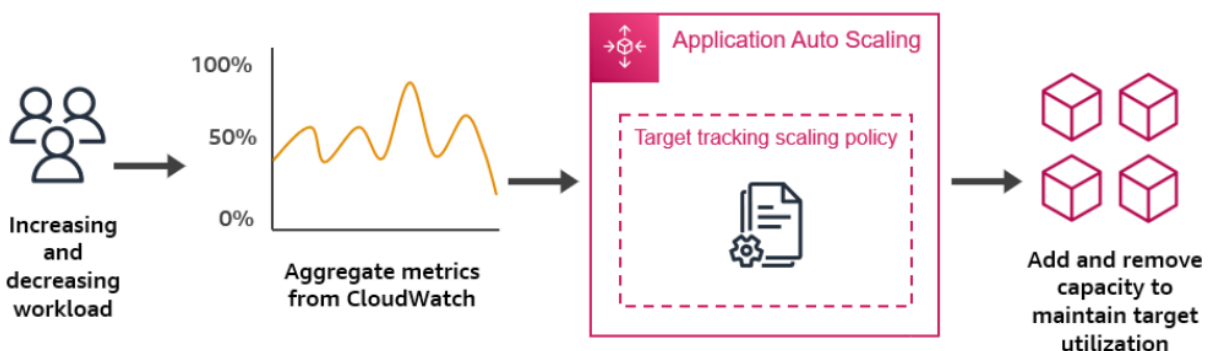 Increasing
and
decreasing
workload
100%
50%
0%
Aggregate metrics
from CloudWatch
Application Auto Scaling
Target tracking scaling policy
Add and remove
capacity to
maintain target
utilization